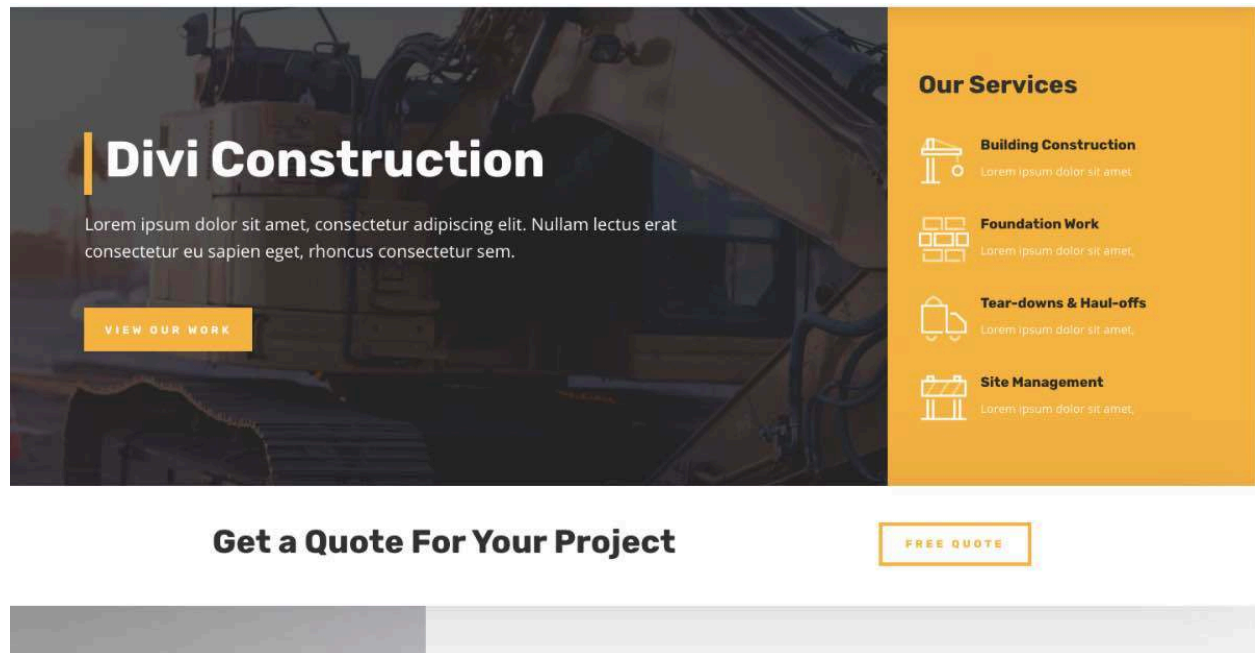 Divi Construction
Lorem ipsum dolor sit amet, consectetur adipiscing elit. Nullam lectus erat
consectetur eu sapien eget, rhoncus consectetur sem.
VIEW OUR WORK
Our Services
Building Construction
Lorem ipsum dolor sit amet,
Foundation Work
Lorem ipsum dolor sit amet,
Tear-downs & Haul-offs
Lorem ipsum dolor sit amet,
Site Management
Lorem ipsum dolor sit amet,
Get a Quote For Your Project
FREE QUOTE